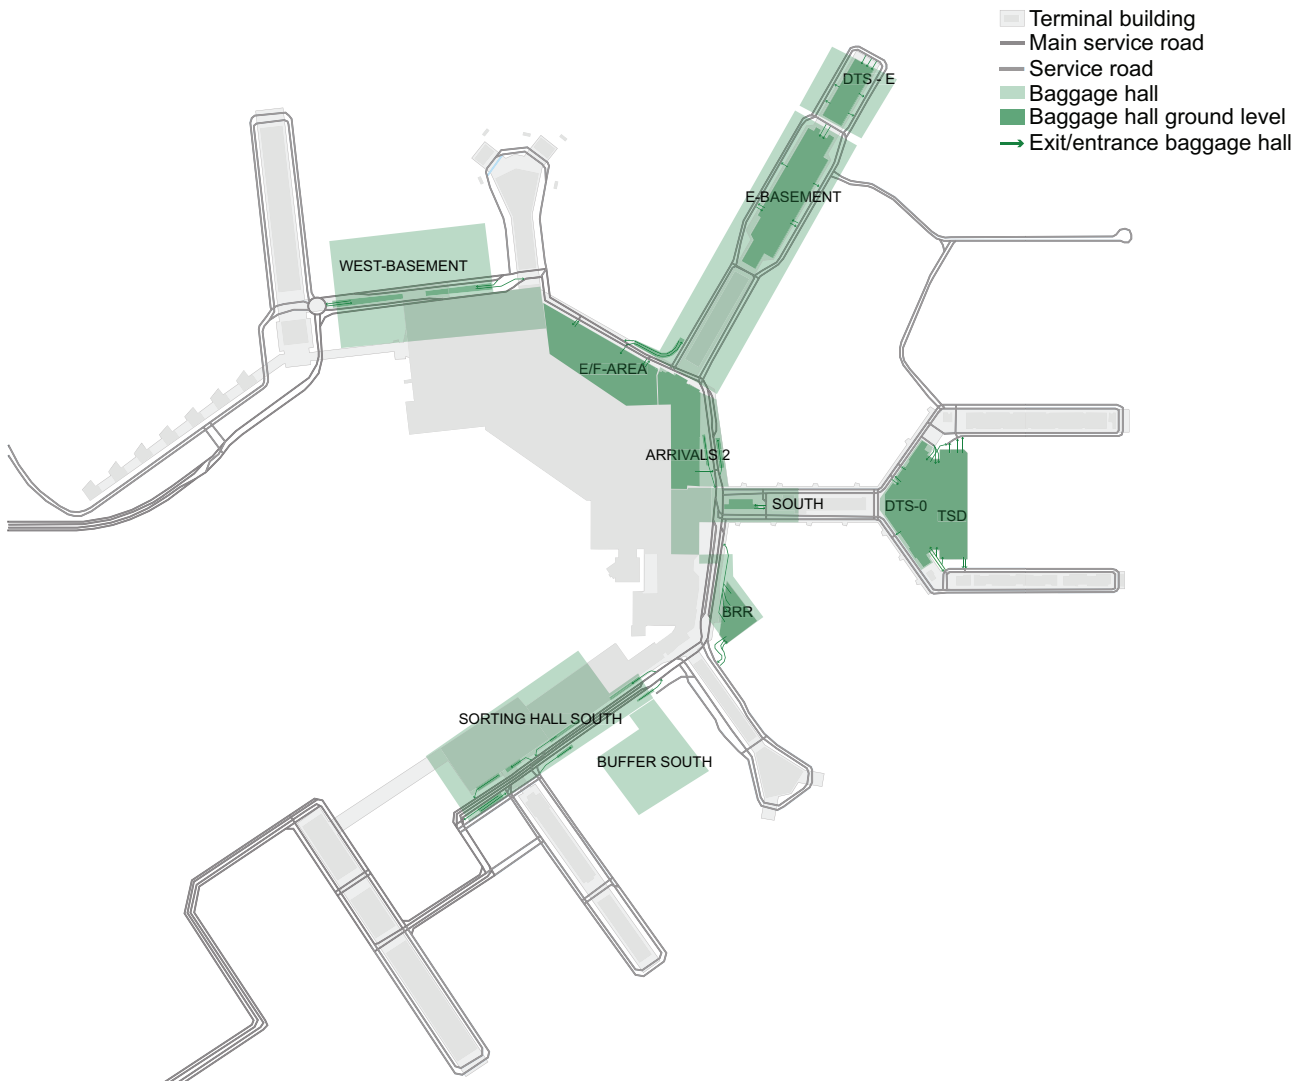 Terminal building
Main service road
Service road
Baggage hall
Baggage hall ground level
Exit/entrance baggage hall
DTS - E
E-BASEMENT
WEST-BASEMENT
E/F-AREA
ARRIVALS 2
SOUTH
DTS-0
TSD
BRR
SORTING HALL SOUTH
BUFFER SOUTH